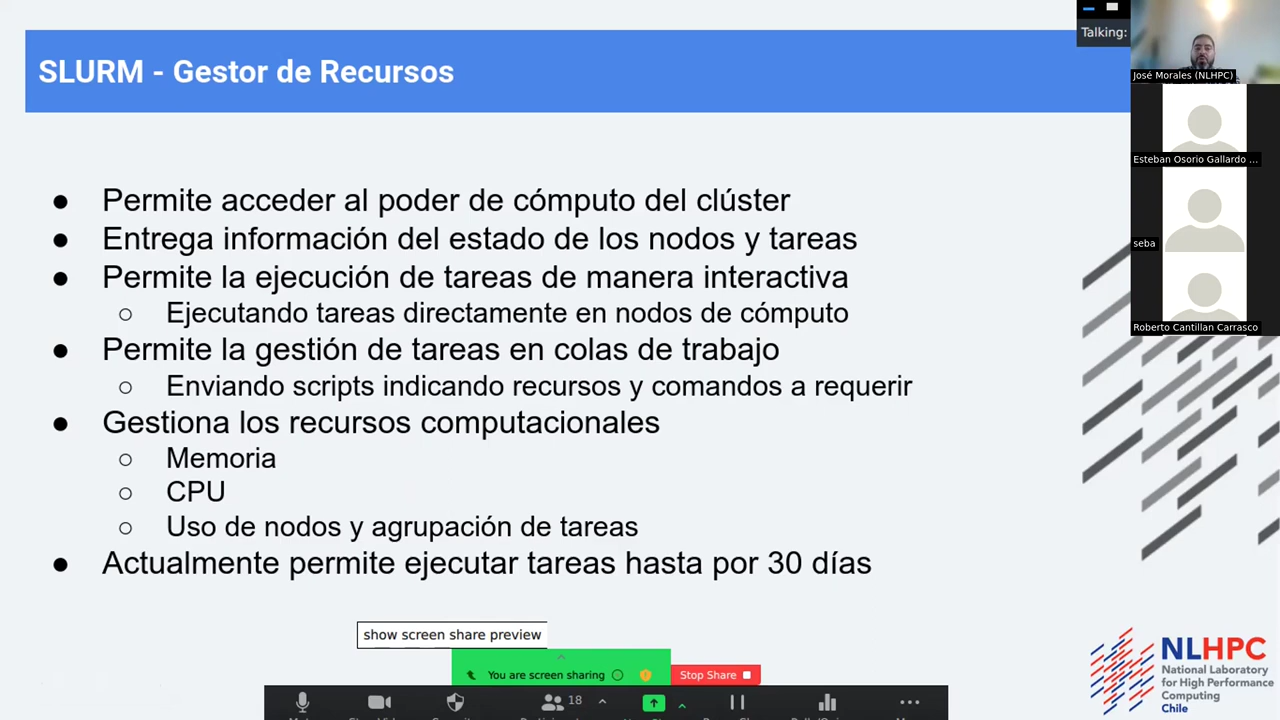 SLURM - Gestor de Recursos
Talking:
José Morales (NLHPC)
Esteban Osorio Gallardo ...
seba
Roberto Cantillan Carrasco
● Permite acceder al poder de cómputo del clúster
● Entrega información del estado de los nodos y tareas
● Permite la ejecución de tareas de manera interactiva
○ Ejecutando tareas directamente en nodos de cómputo
● Permite la gestión de tareas en colas de trabajo
○ Enviando scripts indicando recursos y comandos a requerir
● Gestiona los recursos computacionales
○ Memoria
○ CPU
○ Uso de nodos y agrupación de tareas
● Actualmente permite ejecutar tareas hasta por 30 días
show screen share preview
You are screen sharing
Stop Share
18
NLHPC
National Laboratory
for High Performance
Computing
Chile